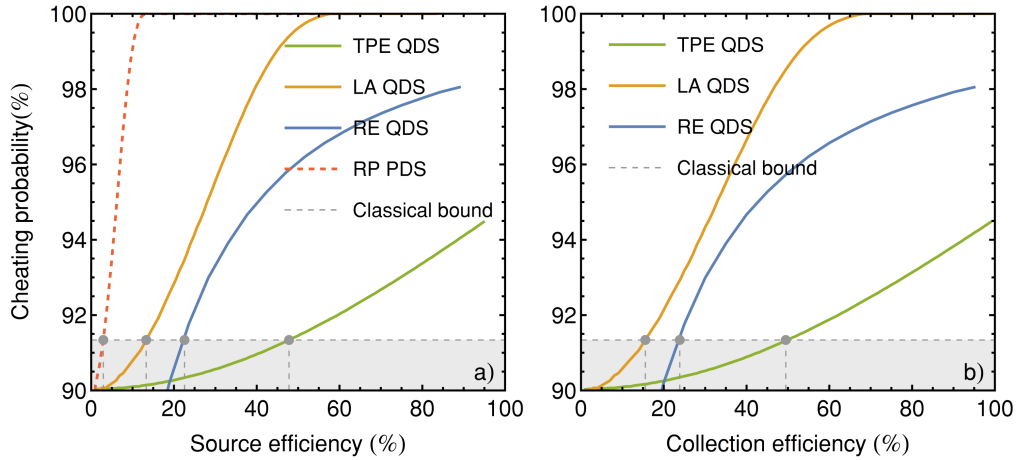 Cheating probability(%)
100
98
96
94
92
90
0
20
40
60
80
100
Source efficiency (%)
TPE QDS
LA QDS
RE QDS
RP PDS
Classical bound
a)
100
98
96
94
92
90
0
20
40
60
80
100
Collection efficiency (%)
TPE QDS
LA QDS
RE QDS
Classical bound
b)